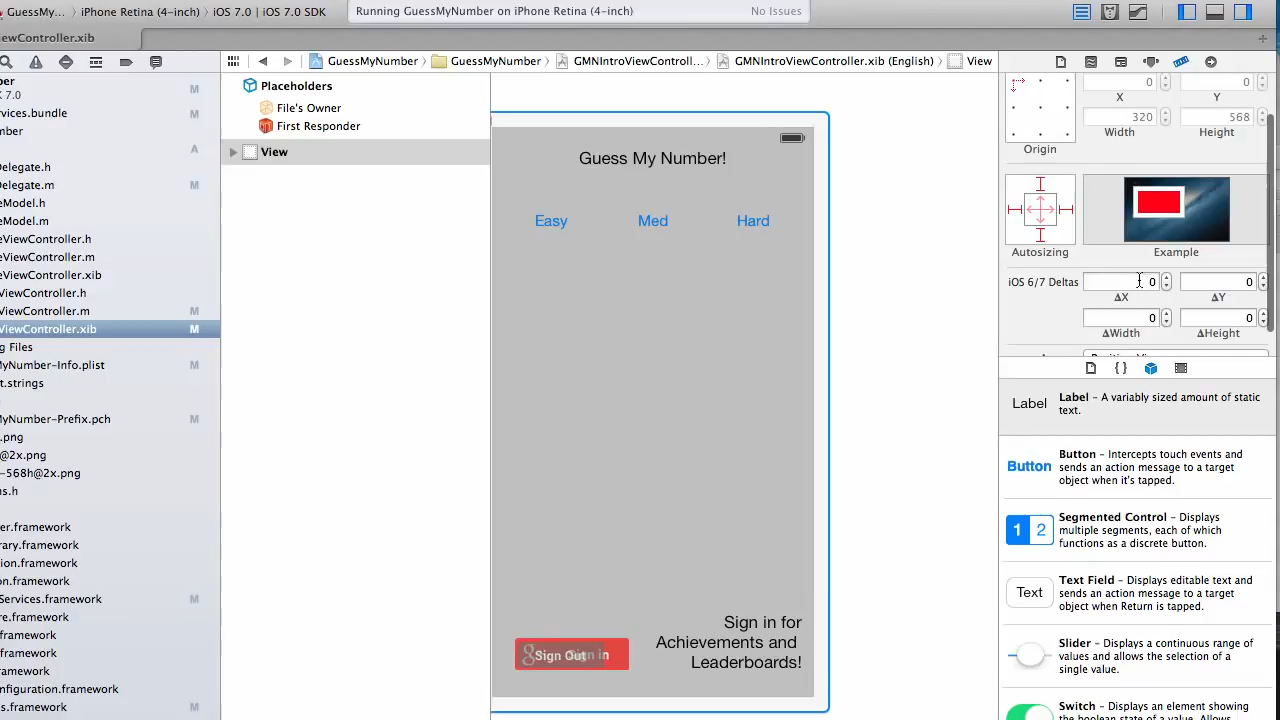 GuessMy... iPhone Retina (4-inch) iOS 7.0 | iOS 7.0 SDK
Running GuessMyNumber on iPhone Retina (4-inch)
No Issues
ewController.xib
GuessMyNumber
GuessMyNumber
GMNIntroViewControll...
GMNIntroViewController.xib (English)
View
ber
K 7.0
M
vices.bundle
M
mber
A
Delegate.h
Delegate.m
M
eModel.h
eModel.m
eViewController.h
eViewController.m
eViewController.xib
ViewController.h
ViewController.m
M
ViewController.xib
M
g Files
MyNumber-Info.plist
M
t.strings
MyNumber-Prefix.pch
M
.png
@2x.png
-568h@2x.png
ns.h
er.framework
rary.framework
ion.framework
on.framework
Services.framework
M
re.framework
framework
.framework
nfiguration.framework
s.framework
M
Placeholders
File's Owner
First Responder
View
Guess My Number!
Easy
Med
Hard
Sign Out
Sign in for
Achievements and
Leaderboards!
0
0
X
Y
320
568
Width
Height
Origin
Autosizing
Example
iOS 6/7 Deltas
0
0
ΔX
ΔY
0
0
ΔWidth
ΔHeight
Label
Label – A variably sized amount of static
text.
Button
Button – Intercepts touch events and
sends an action message to a target
object when it's tapped.
1 2
Segmented Control – Displays
multiple segments, each of which
functions as a discrete button.
Text
Text Field – Displays editable text and
sends an action message to a target
object when Return is tapped.
Slider – Displays a continuous range of
values and allows the selection of a
single value.
Switch – Displays an element showing
the boolean state of a value. Allows